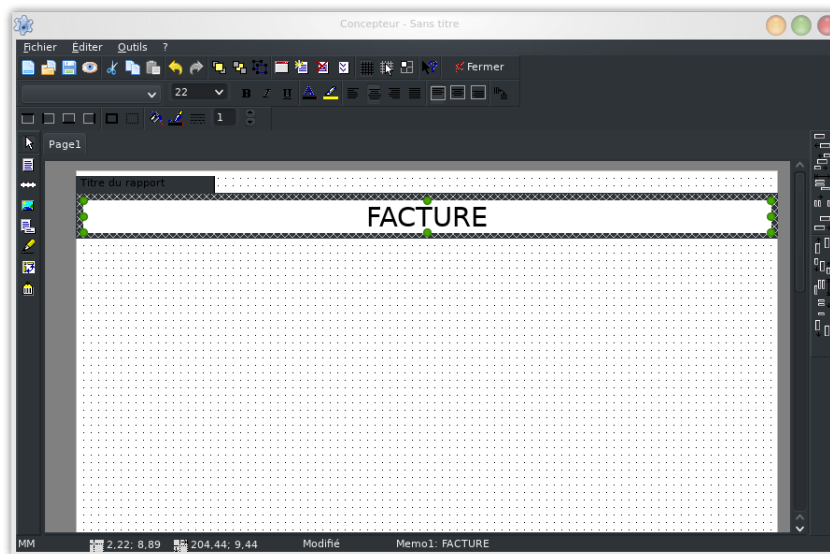 Concepteur - Sans titre
Fichier Éditer Outils ?
Fermer
22
B I U A
1
Page1
Titre du rapport
FACTURE
MM 2,22; 8,89 204,44; 9,44 Modifié Memo1: FACTURE